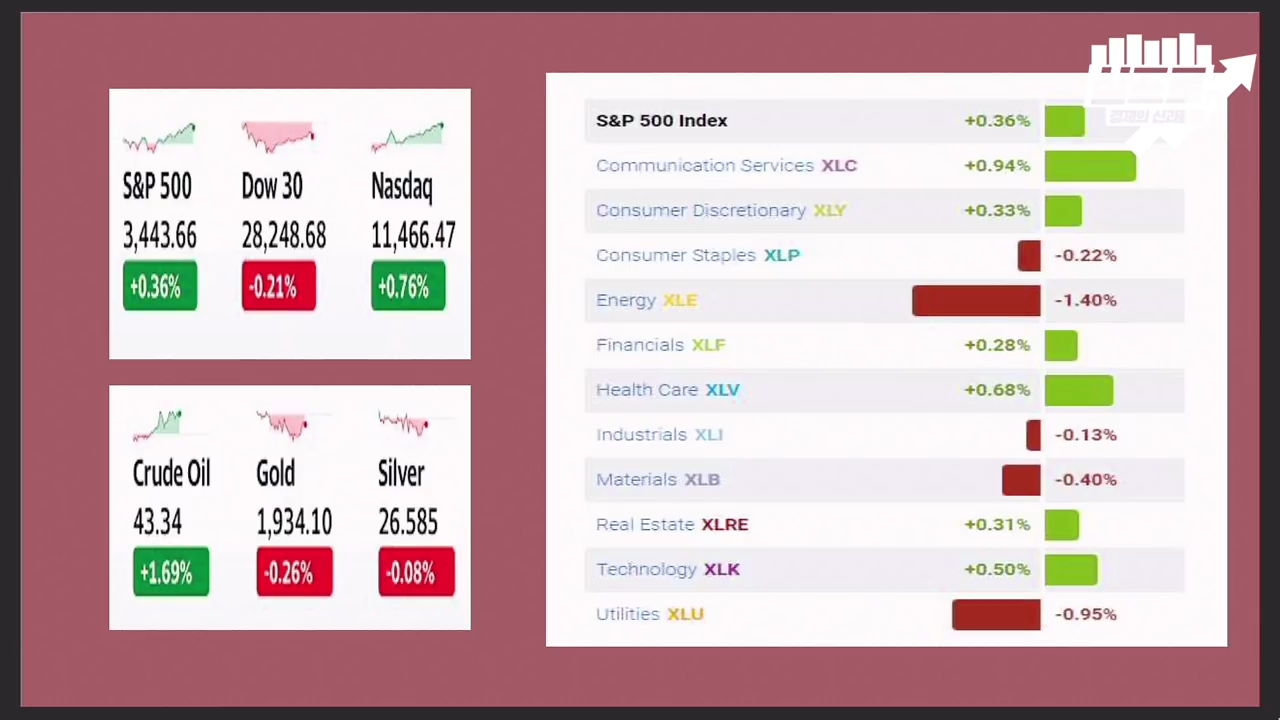 S&P 500 Dow 30 Nasdaq
3,443.66 28,248.68 11,466.47
+0.36% -0.21% +0.76%
Crude Oil Gold Silver
43.34 1,934.10 26.585
+1.69% -0.26% -0.08%
S&P 500 Index +0.36%
Communication Services XLC +0.94%
Consumer Discretionary XLY +0.33%
Consumer Staples XLP -0.22%
Energy XLE -1.40%
Financials XLF +0.28%
Health Care XLV +0.68%
Industrials XLI -0.13%
Materials XLB -0.40%
Real Estate XLRE +0.31%
Technology XLK +0.50%
Utilities XLU -0.95%